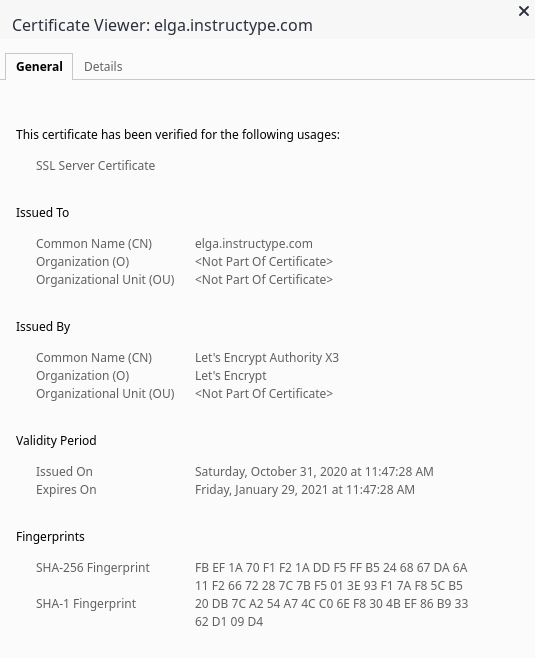 Certificate Viewer: elga.instructype.com
General Details
This certificate has been verified for the following usages:
SSL Server Certificate
Issued To
Common Name (CN) elga.instructype.com
Organization (O) <Not Part Of Certificate>
Organizational Unit (OU) <Not Part Of Certificate>
Issued By
Common Name (CN) Let's Encrypt Authority X3
Organization (O) Let's Encrypt
Organizational Unit (OU) <Not Part Of Certificate>
Validity Period
Issued On Saturday, October 31, 2020 at 11:47:28 AM
Expires On Friday, January 29, 2021 at 11:47:28 AM
Fingerprints
SHA-256 Fingerprint FB EF 1A 70 F1 F2 1A DD F5 FF B5 24 68 67 DA 6A
11 F2 66 72 28 7C 7B F5 01 3E 93 F1 7A F8 5C B5
SHA-1 Fingerprint 20 DB 7C A2 54 A7 4C C0 6E F8 30 4B EF 86 B9 33
62 D1 09 D4